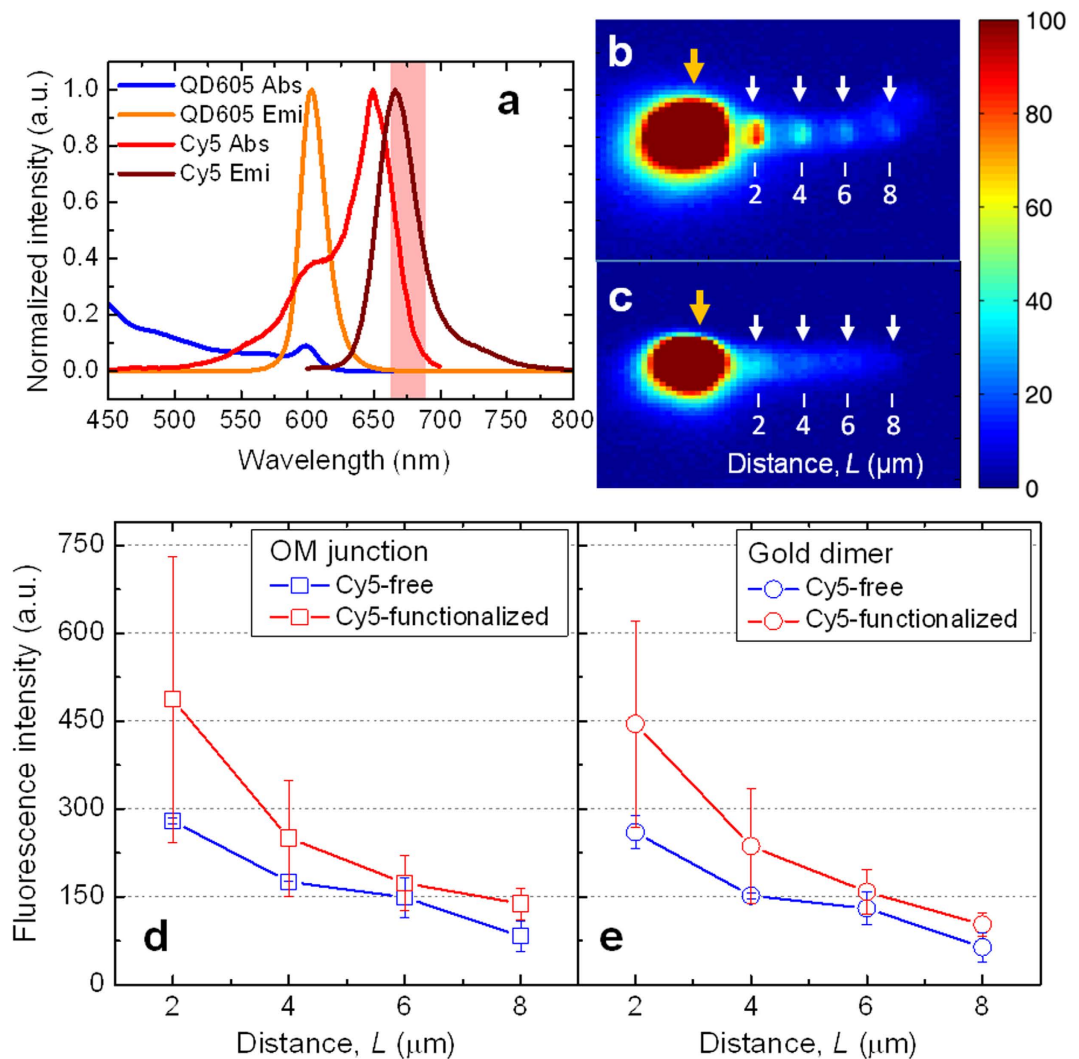 Normalized intensity (a.u.)
1.0
0.8
0.6
0.4
0.2
0.0
QD605 Abs
QD605 Emi
Cy5 Abs
Cy5 Emi
a
450 500 550 600 650 700 750 800
Wavelength (nm)
b
2 4 6 8
c
2 4 6 8
Distance, L (μm)
100
80
60
40
20
0
Fluorescence intensity (a.u.)
750
600
450
300
150
0
OM junction
Cy5-free
Cy5-functionalized
d
2 4 6 8
Distance, L (μm)
Gold dimer
Cy5-free
Cy5-functionalized
e
2 4 6 8
Distance, L (μm)